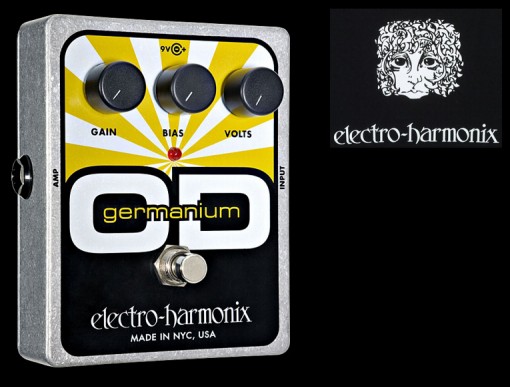 9V +
GAIN BIAS VOLTS
AMP
INPUT
OD
germanium
electro-harmonix
MADE IN NYC, USA
electro-harmonix